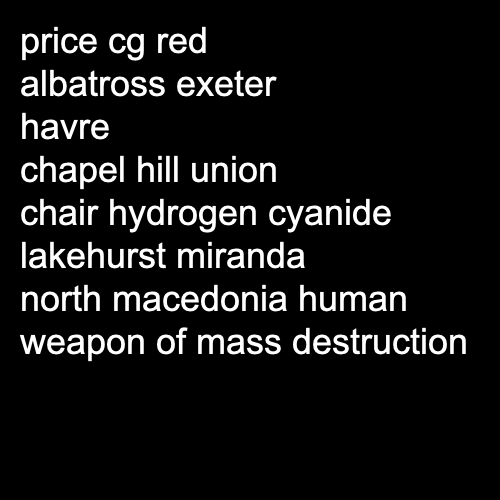 price cg red
albatross exeter
havre
chapel hill union
chair hydrogen cyanide
lakehurst miranda
north macedonia human
weapon of mass destruction